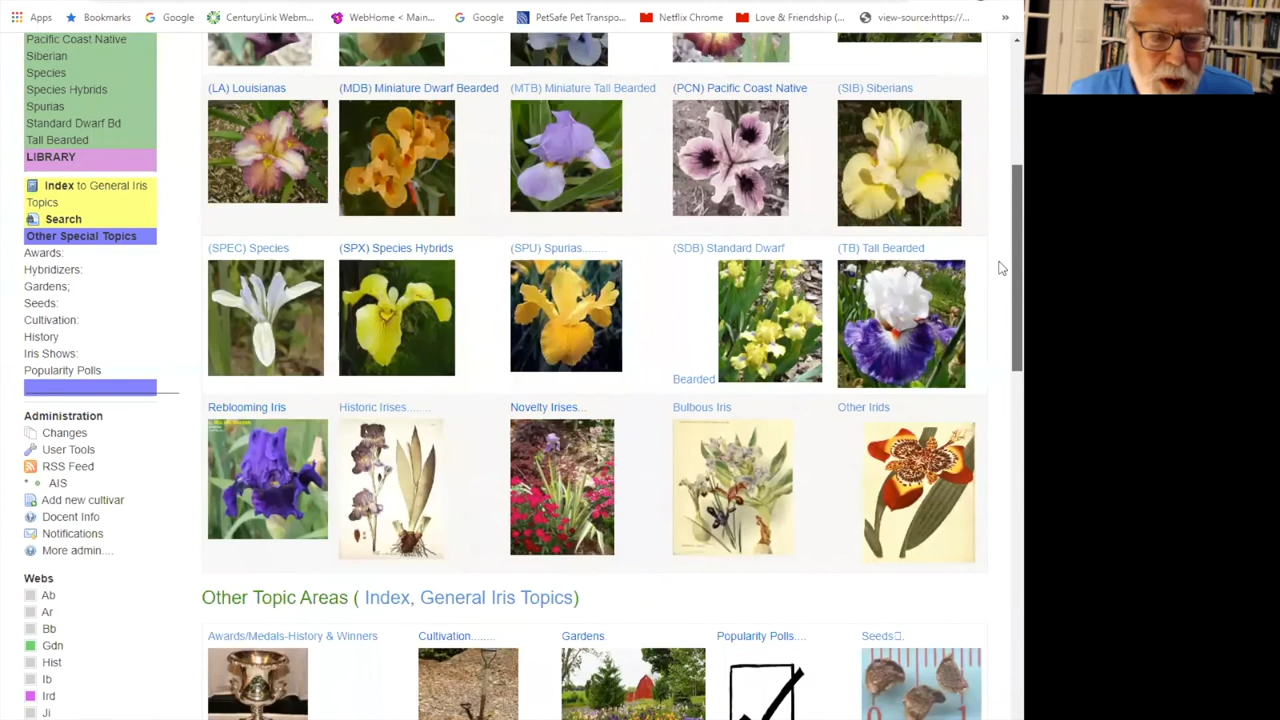 Apps
Bookmarks
Google
CenturyLink Webm...
WebHome < Main...
Google
PetSafe Pet Transpo...
Netflix Chrome
Love & Friendship (...
view-source:https://...
»
Pacific Coast Native
Siberian
Species
Species Hybrids
Spurias
Standard Dwarf Bd
Tall Bearded
LIBRARY
Index to General Iris
Topics
Search
Other Special Topics
Awards:
Hybridizers:
Gardens;
Seeds:
Cultivation:
History
Iris Shows:
Popularity Polls
Administration
Changes
User Tools
RSS Feed
AIS
Add new cultivar
Docent Info
Notifications
More admin....
Webs
Ab
Ar
Bb
Gdn
Hist
Ib
Ird
Ji
(LA) Louisianas
(MDB) Miniature Dwarf Bearded
(MTB) Miniature Tall Bearded
(PCN) Pacific Coast Native
(SIB) Siberians
(SPEC) Species
(SPX) Species Hybrids
(SPU) Spurias........
(SDB) Standard Dwarf
Bearded
(TB) Tall Bearded
Reblooming Iris
Historic Irises.......
Novelty Irises...
Bulbous Iris
Other Irids
Other Topic Areas ( Index, General Iris Topics)
Awards/Medals-History & Winners
Cultivation........
Gardens
Popularity Polls....
Seeds▯.
0 1